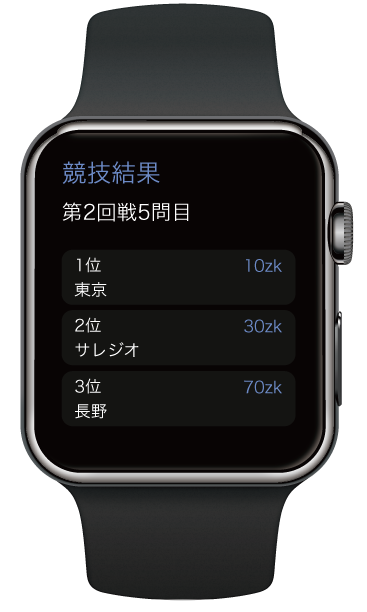 競技結果
第2回戦5問目
1位 10zk
東京
2位 30zk
サレジオ
3位 70zk
長野